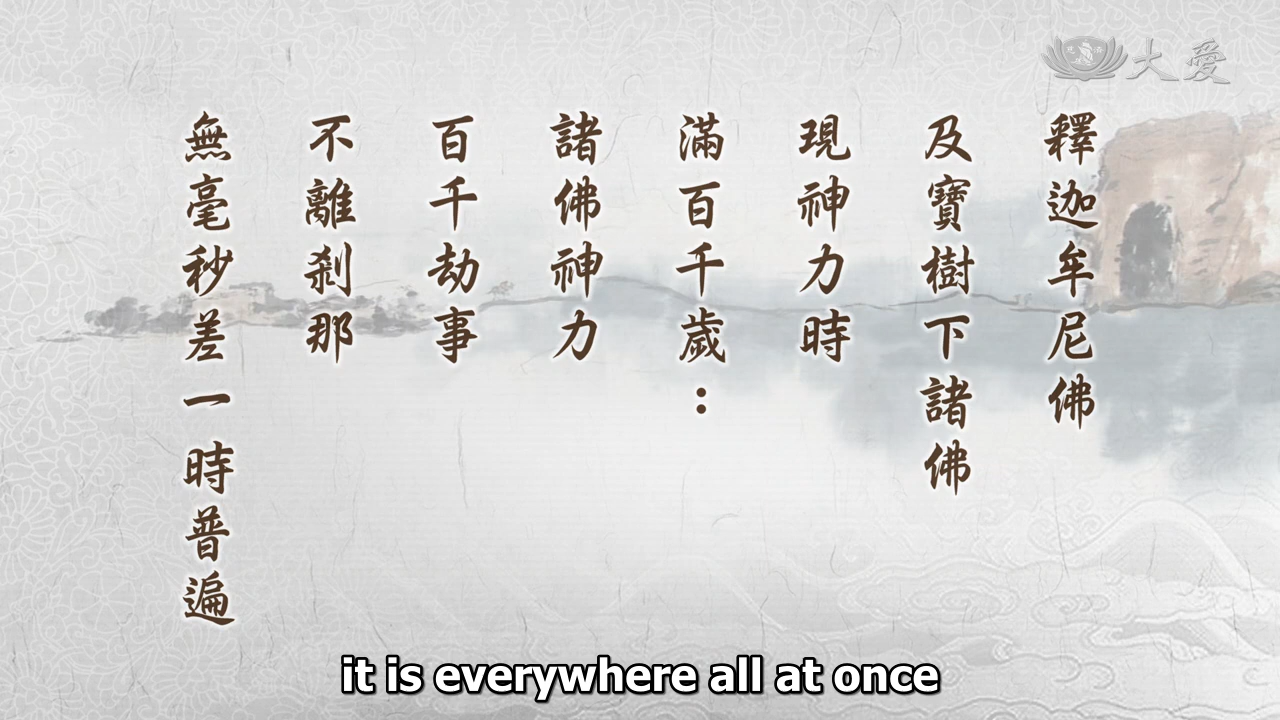 大愛
釋迦牟尼佛
及寶樹下諸佛
現神力時
滿百千歲：
諸佛神力
百千劫事
不離剎那
無毫秒差一時普遍
it is everywhere all at once